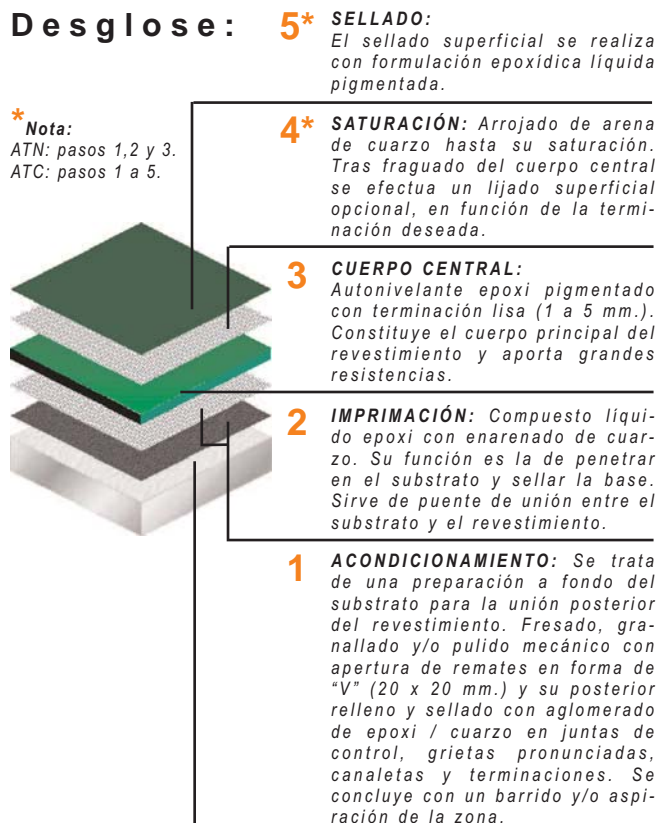 Desglose:
*Nota:
ATN: pasos 1,2 y 3.
ATC: pasos 1 a 5.
5* SELLADO:
El sellado superficial se realiza
con formulación epoxídica líquida
pigmentada.
4* SATURACIÓN: Arrojado de arena
de cuarzo hasta su saturación.
Tras fraguado del cuerpo central
se efectua un lijado superficial
opcional, en función de la termi-
nación deseada.
3 CUERPO CENTRAL:
Autonivelante epoxi pigmentado
con terminación lisa (1 a 5 mm.).
Constituye el cuerpo principal del
revestimiento y aporta grandes
resistencias.
2 IMPRIMACIÓN: Compuesto líqui-
do epoxi con enarenado de cuar-
zo. Su función es la de penetrar
en el substrato y sellar la base.
Sirve de puente de unión entre el
substrato y el revestimiento.
1 ACONDICIONAMIENTO: Se trata
de una preparación a fondo del
substrato para la unión posterior
del revestimiento. Fresado, gra-
nallado y/o pulido mecánico con
apertura de remates en forma de
“V” (20 x 20 mm.) y su posterior
relleno y sellado con aglomerado
de epoxi / cuarzo en juntas de
control, grietas pronunciadas,
canaletas y terminaciones. Se
concluye con un barrido y/o aspi-
ración de la zona.